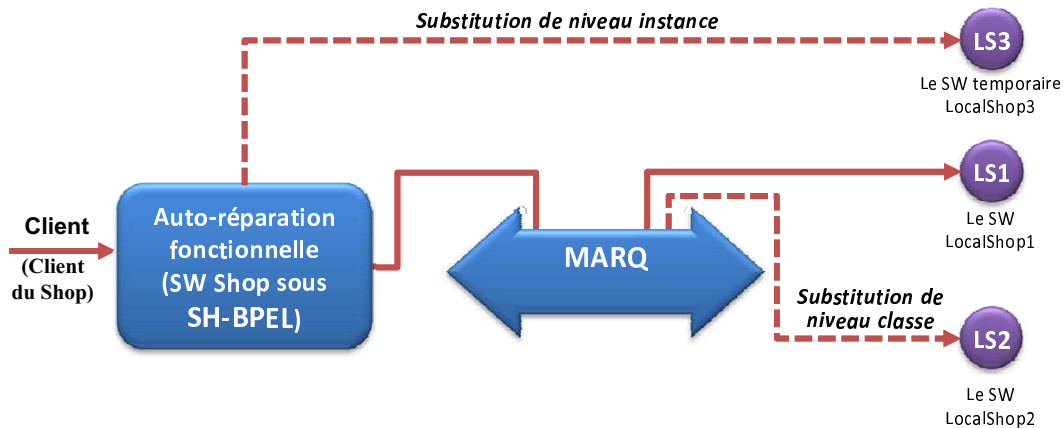 Substitution de niveau instance
LS3
Le SW temporaire
LocalShop3
LS1
Le SW
LocalShop1
Client
(Client
du Shop)
Auto-réparation
fonctionnelle
(SW Shop sous
SH-BPEL)
MARQ
Substitution de
niveau classe
LS2
Le SW
LocalShop2